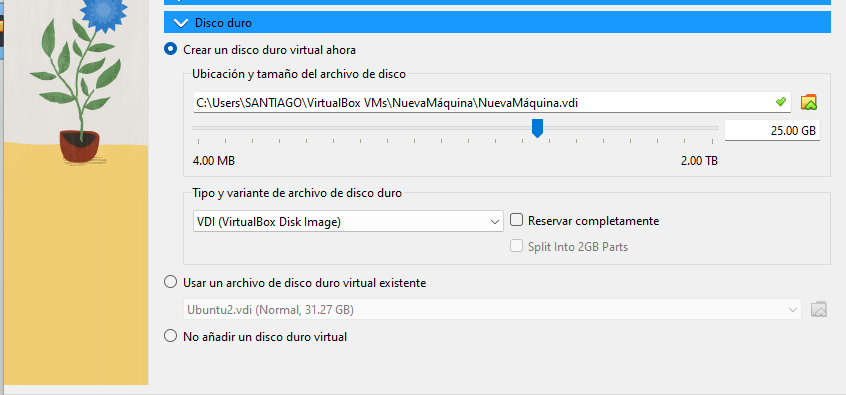 Disco duro
Crear un disco duro virtual ahora
Ubicación y tamaño del archivo de disco
C:\Users\SANTIAGO\VirtualBox VMs\NuevaMáquina\NuevaMáquina.vdi
25.00 GB
4.00 MB 2.00 TB
Tipo y variante de archivo de disco duro
VDI (VirtualBox Disk Image) Reservar completamente
Split Into 2GB Parts
Usar un archivo de disco duro virtual existente
Ubuntu2.vdi (Normal, 31.27 GB)
No añadir un disco duro virtual